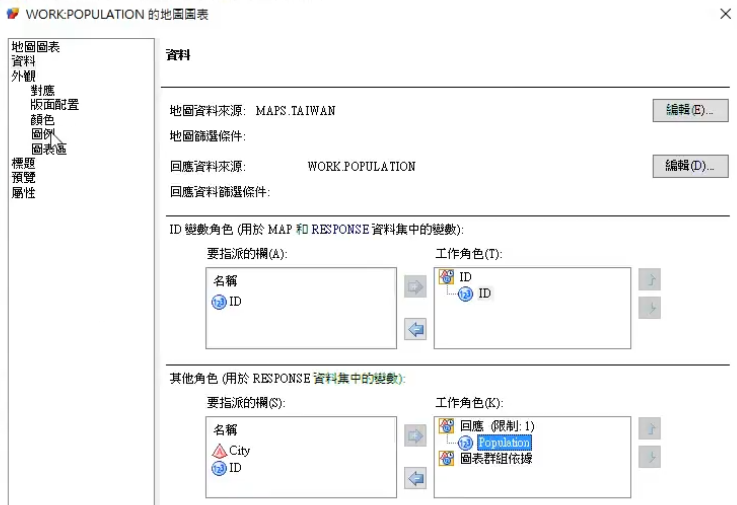 WORK:POPULATION 的地圖圖表
地圖圖表
資料
外觀
對應
版面配置
顏色
圖例
圖表區
標題
預覽
屬性
資料
地圖資料來源: MAPS.TAIWAN
編輯(E)...
地圖篩選條件:
回應資料來源: WORK.POPULATION
編輯(D)...
回應資料篩選條件:
ID 變數角色 (用於 MAP 和 RESPONSE 資料集中的變數):
要指派的欄(A):
工作角色(T):
名稱
ID
ID
ID
其他角色 (用於 RESPONSE 資料集中的變數):
要指派的欄(S):
工作角色(K):
名稱
City
ID
回應 (限制: 1)
Population
圖表群組依據